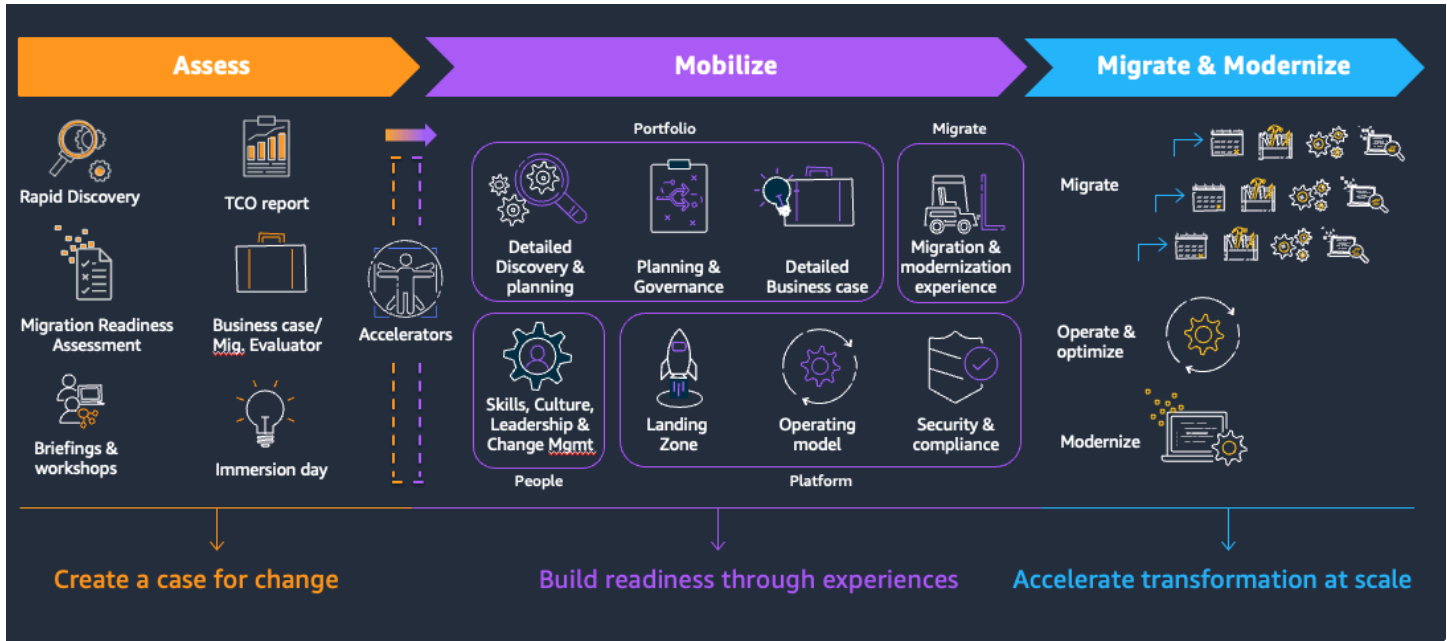 Assess
Mobilize
Migrate & Modernize
Rapid Discovery
TCO report
Migration Readiness
Assessment
Business case/
Mig. Evaluator
Briefings &
workshops
Immersion day
Accelerators
Portfolio
Detailed
Discovery &
planning
Planning &
Governance
Detailed
Business case
Migrate
Migration &
modernization
experience
Skills, Culture,
Leadership &
Change Mgmt
People
Landing
Zone
Operating
model
Security &
compliance
Platform
Migrate
Operate &
optimize
Modernize
Create a case for change
Build readiness through experiences
Accelerate transformation at scale